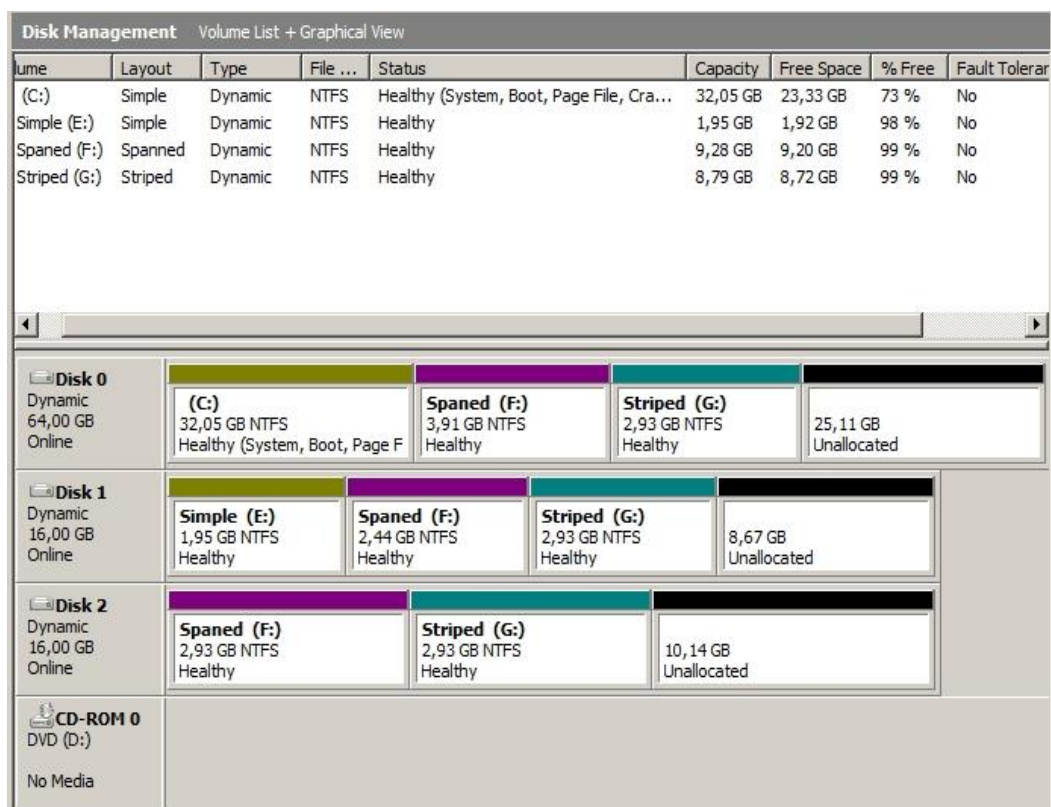 Disk Management Volume List + Graphical View
lume Layout Type File ... Status Capacity Free Space % Free Fault Toleran
(C:) Simple Dynamic NTFS Healthy (System, Boot, Page File, Cra... 32,05 GB 23,33 GB 73 % No
Simple (E:) Simple Dynamic NTFS Healthy 1,95 GB 1,92 GB 98 % No
Spaned (F:) Spanned Dynamic NTFS Healthy 9,28 GB 9,20 GB 99 % No
Striped (G:) Striped Dynamic NTFS Healthy 8,79 GB 8,72 GB 99 % No
Disk 0
Dynamic
64,00 GB
Online
(C:)
32,05 GB NTFS
Healthy (System, Boot, Page F
Spaned (F:)
3,91 GB NTFS
Healthy
Striped (G:)
2,93 GB NTFS
Healthy
25,11 GB
Unallocated
Disk 1
Dynamic
16,00 GB
Online
Simple (E:)
1,95 GB NTFS
Healthy
Spaned (F:)
2,44 GB NTFS
Healthy
Striped (G:)
2,93 GB NTFS
Healthy
8,67 GB
Unallocated
Disk 2
Dynamic
16,00 GB
Online
Spaned (F:)
2,93 GB NTFS
Healthy
Striped (G:)
2,93 GB NTFS
Healthy
10,14 GB
Unallocated
CD-ROM 0
DVD (D:)
No Media